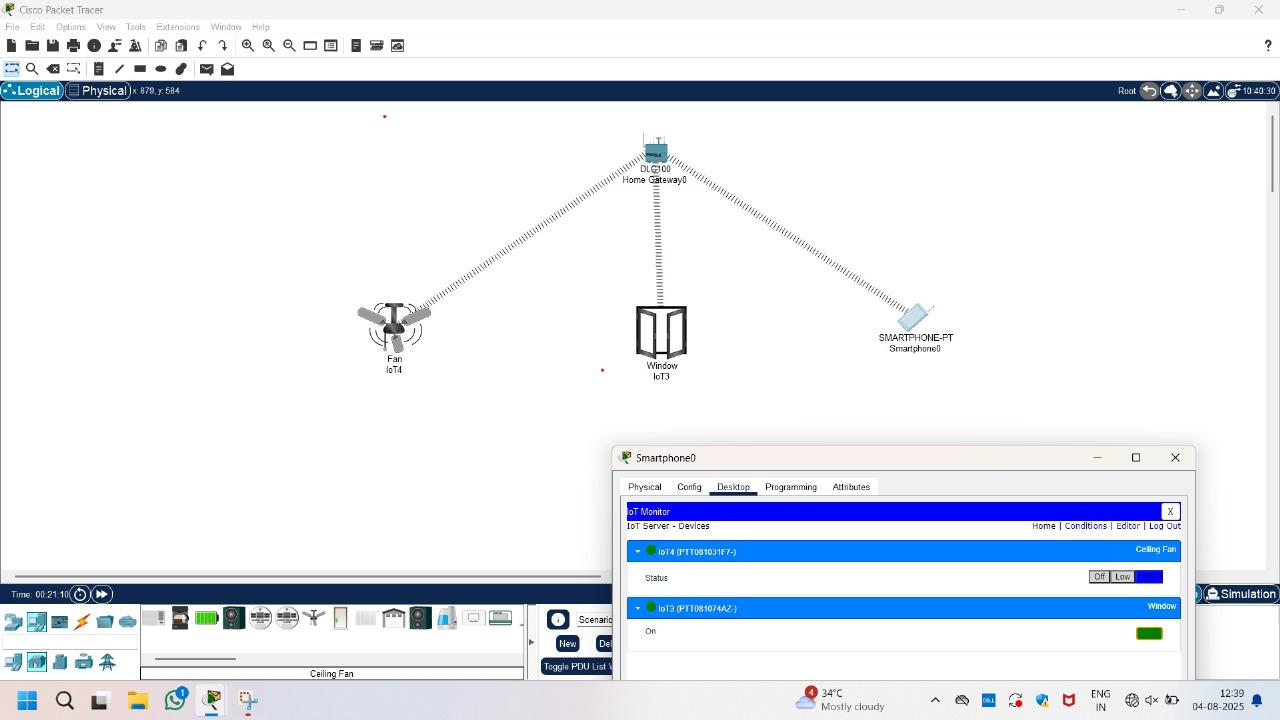 Cisco Packet Tracer
File Edit Options View Tools Extensions Window Help
?
Logical Physical x: 879, y: 584 Root 10:40:30
DLC100
Home Gateway0
Fan
IoT4
Window
IoT3
SMARTPHONE-PT
Smartphone0
Smartphone0
Physical Config Desktop Programming Attributes
IoT Monitor X
IoT Server - Devices Home | Conditions | Editor | Log Out
IoT4 (PTT081031F7-) Ceiling Fan
Status Off Low
IoT3 (PTT081074AZ-) Window
On
Time: 00:21:10 Simulation
Scenario
New
Toggle PDU List
Ceiling Fan
1
4
34°C
Mostly cloudy
ENG
IN
12:39
04-08-2025